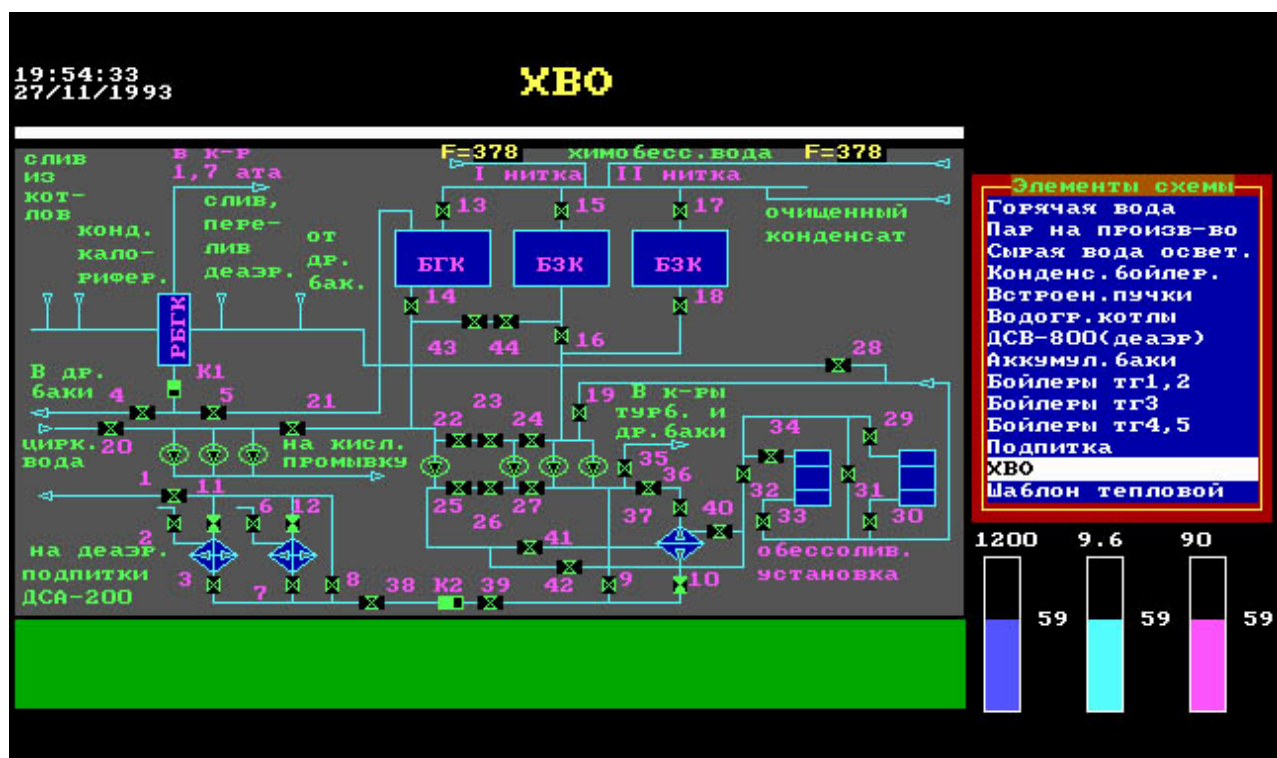 19:54:33
27/11/1993
ХВО
слив
из
кот-
лов
В К-Р
1,7 ата
слив,
пере-
лив
деаэр.
конд.
кало-
рифер.
от
др.
бак.
F=378
химобесс.вода
F=378
I нитка
II нитка
13
15
17
очищенный
конденсат
БГК
БЗК
БЗК
РБГК
14
18
43
44
16
28
В др.
баки
К1
4
5
21
19
В к-ры
турб. и
др.баки
22
23
24
34
29
цирк.
вода
20
на кисл.
промывку
35
36
1
11
6
12
25
26
27
37
40
32
33
31
30
2
41
42
на деаэр.
подпитки
ДСА-200
3
7
8
38
К2
39
9
10
обессолив.
установка
Элементы схемы
Горячая вода
Пар на произв-во
Сырая вода освет.
Конденс.бойлер.
Встроен.пучки
Водогр.котлы
ДСВ-800(деаэр)
Аккумул.баки
Бойлеры тг1,2
Бойлеры тг3
Бойлеры тг4,5
Подпитка
ХВО
Шаблон тепловой
1200
9.6
90
59
59
59